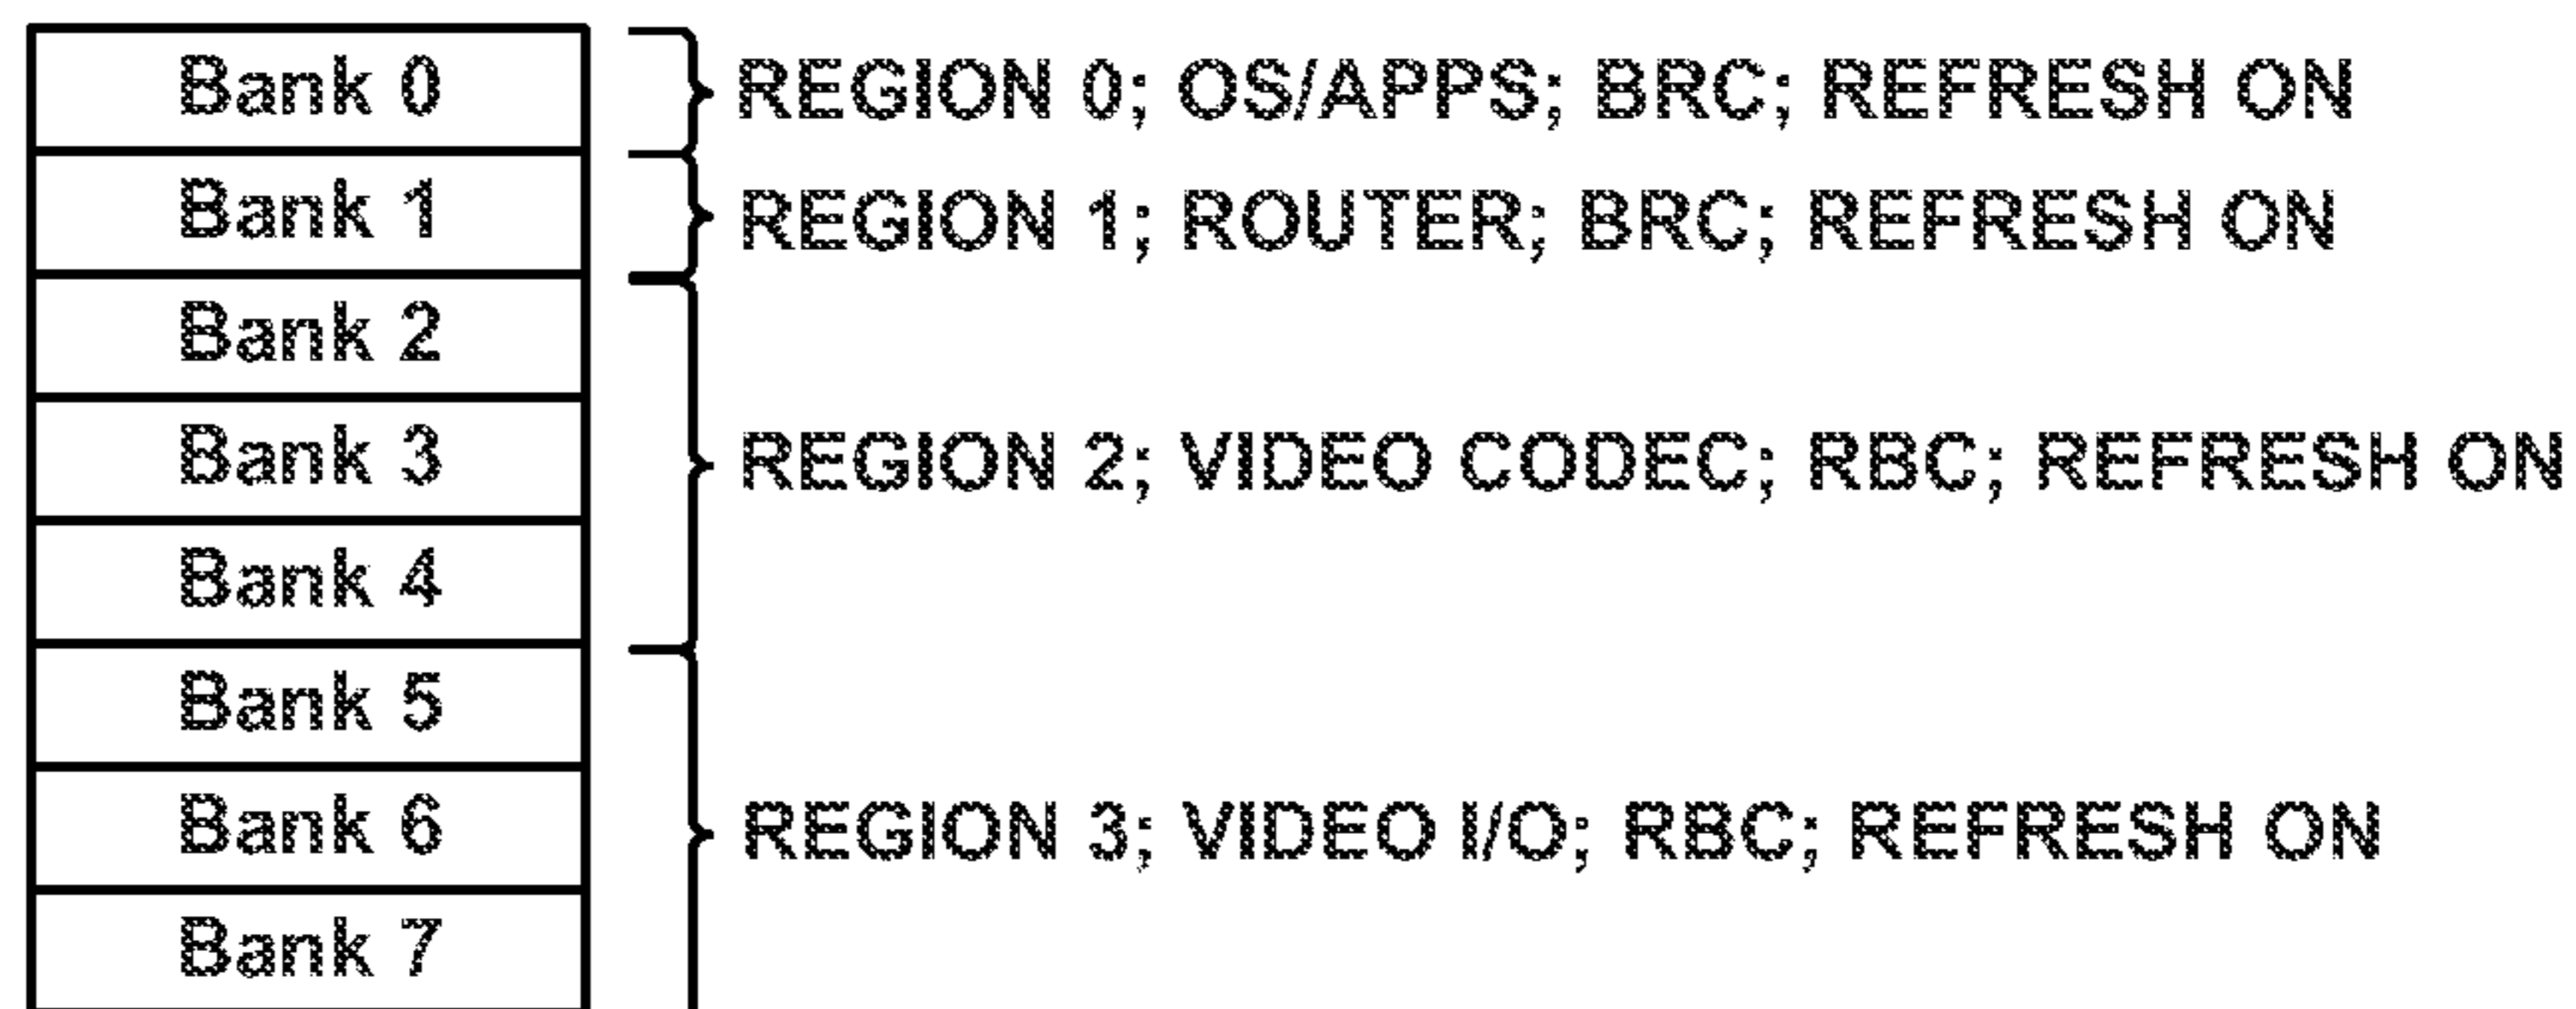 Bank 0
REGION 0; OS/APPS; BRC; REFRESH ON
Bank 1
REGION 1; ROUTER; BRC; REFRESH ON
Bank 2
Bank 3
REGION 2; VIDEO CODEC; RBC; REFRESH ON
Bank 4
Bank 5
Bank 6
REGION 3; VIDEO I/O; RBC; REFRESH ON
Bank 7